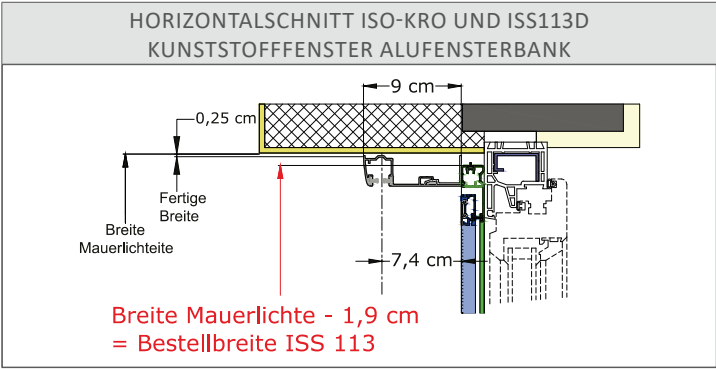 HORIZONTALSCHNITT ISO-KRO UND ISS113D
KUNSTSTOFFFENSTER ALUFENSTERBANK
9 cm
0,25 cm
Fertige
Breite
Breite
Mauerlichteite
7,4 cm
Breite Mauerlichte - 1,9 cm
= Bestellbreite ISS 113